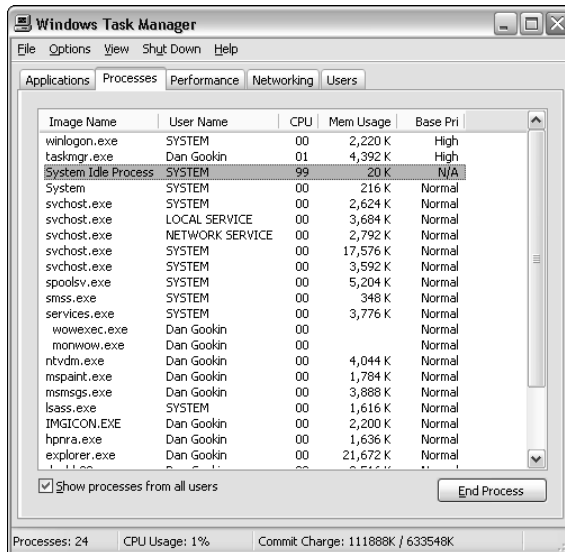 Windows Task Manager
File Options View Shut Down Help
Applications Processes Performance Networking Users
Image Name User Name CPU Mem Usage Base Pri
winlogon.exe SYSTEM 00 2,220 K High
taskmgr.exe Dan Gookin 01 4,392 K High
System Idle Process SYSTEM 99 20 K N/A
System SYSTEM 00 216 K Normal
svchost.exe SYSTEM 00 2,624 K Normal
svchost.exe LOCAL SERVICE 00 3,684 K Normal
svchost.exe NETWORK SERVICE 00 2,792 K Normal
svchost.exe SYSTEM 00 17,576 K Normal
svchost.exe SYSTEM 00 3,592 K Normal
spoolsv.exe SYSTEM 00 5,204 K Normal
smss.exe SYSTEM 00 348 K Normal
services.exe SYSTEM 00 3,776 K Normal
wowexec.exe Dan Gookin 00 Normal
monwow.exe Dan Gookin 00 Normal
ntvdm.exe Dan Gookin 00 4,044 K Normal
mspaint.exe Dan Gookin 00 1,784 K Normal
msmsgs.exe Dan Gookin 00 3,888 K Normal
lsass.exe SYSTEM 00 1,616 K Normal
IMGICON.EXE Dan Gookin 00 2,200 K Normal
hpnra.exe Dan Gookin 00 1,636 K Normal
explorer.exe Dan Gookin 00 21,672 K Normal
Show processes from all users
End Process
Processes: 24 CPU Usage: 1% Commit Charge: 111888K / 633548K